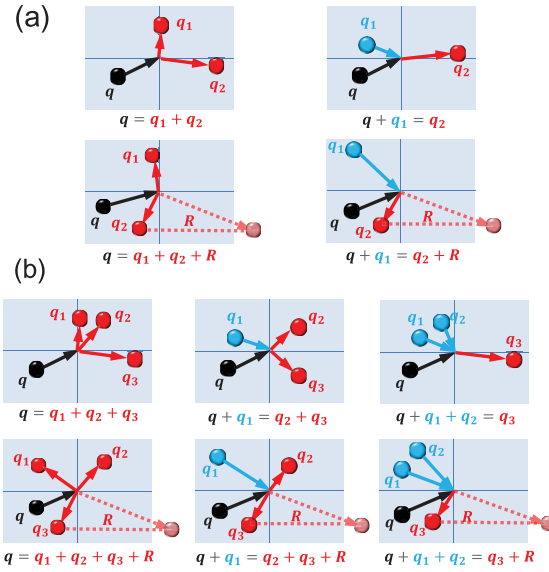 (a)
q₁
q₂
q
q = q₁ + q₂
q₁
q₂
q
q + q₁ = q₂
q₁
q
q₂
R
q = q₁ + q₂ + R
q₁
q
q₂
R
q + q₁ = q₂ + R
(b)
q₁
q₂
q₃
q
q = q₁ + q₂ + q₃
q₁
q₂
q₃
q
q + q₁ = q₂ + q₃
q₁
q₂
q₃
q
q + q₁ + q₂ = q₃
q₁
q₂
q
q₃
R
q = q₁ + q₂ + q₃ + R
q₁
q₂
q
q₃
R
q + q₁ = q₂ + q₃ + R
q₂
q₁
q
q₃
R
q + q₁ + q₂ = q₃ + R